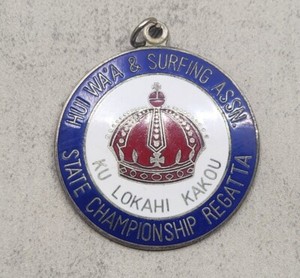 HUI WA'A & SURFING ASSN.
KU LOKAHI KAKOU
STATE CHAMPIONSHIP REGATTA